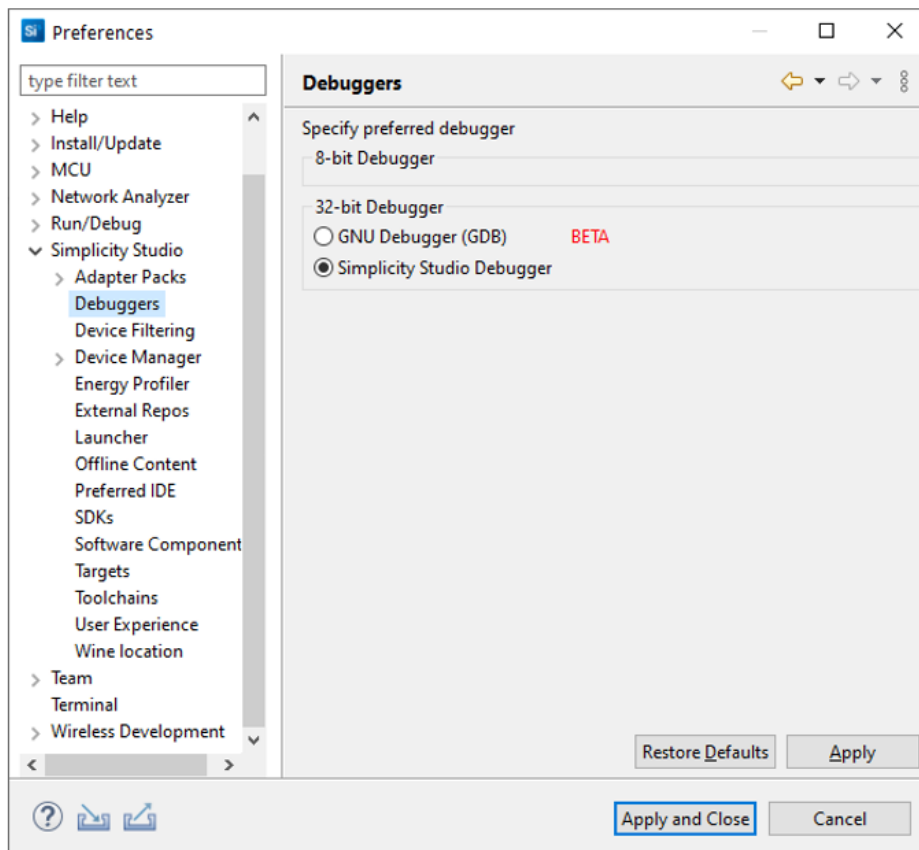 Si Preferences
type filter text
Help
Install/Update
MCU
Network Analyzer
Run/Debug
Simplicity Studio
Adapter Packs
Debuggers
Device Filtering
Device Manager
Energy Profiler
External Repos
Launcher
Offline Content
Preferred IDE
SDKs
Software Component
Targets
Toolchains
User Experience
Wine location
Team
Terminal
Wireless Development
Debuggers
Specify preferred debugger
8-bit Debugger
32-bit Debugger
GNU Debugger (GDB) BETA
Simplicity Studio Debugger
Restore Defaults Apply
Apply and Close Cancel